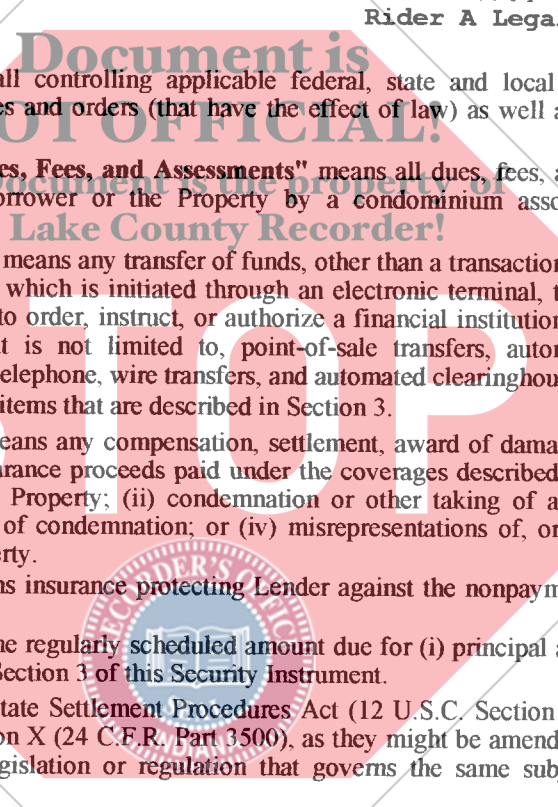 Rider A Lega
Document is
all controlling applicable federal, state and local
es and orders (that have the effect of law) as well a
NOT OFFICIAL!
es, Fees, and Assessments" means all dues, fees, a
Document is the property of
orrower or the Property by a condominium asso
Lake County Recorder!
means any transfer of funds, other than a transaction
which is initiated through an electronic terminal, t
to order, instruct, or authorize a financial institution
t is not limited to, point-of-sale transfers, auto
elephone, wire transfers, and automated clearinghou
items that are described in Section 3.
STOP
eans any compensation, settlement, award of dama
urance proceeds paid under the coverages described
Property; (ii) condemnation or other taking of a
of condemnation; or (iv) misrepresentations of, or
erty.
ns insurance protecting Lender against the nonpaym
RECORDER'S OFFICE
he regularly scheduled amount due for (i) principal a
Section 3 of this Security Instrument.
tate Settlement Procedures Act (12 U.S.C. Section
on X (24 C.F.R. Part 3500), as they might be amend
INDIANA
egislation or regulation that governs the same sub